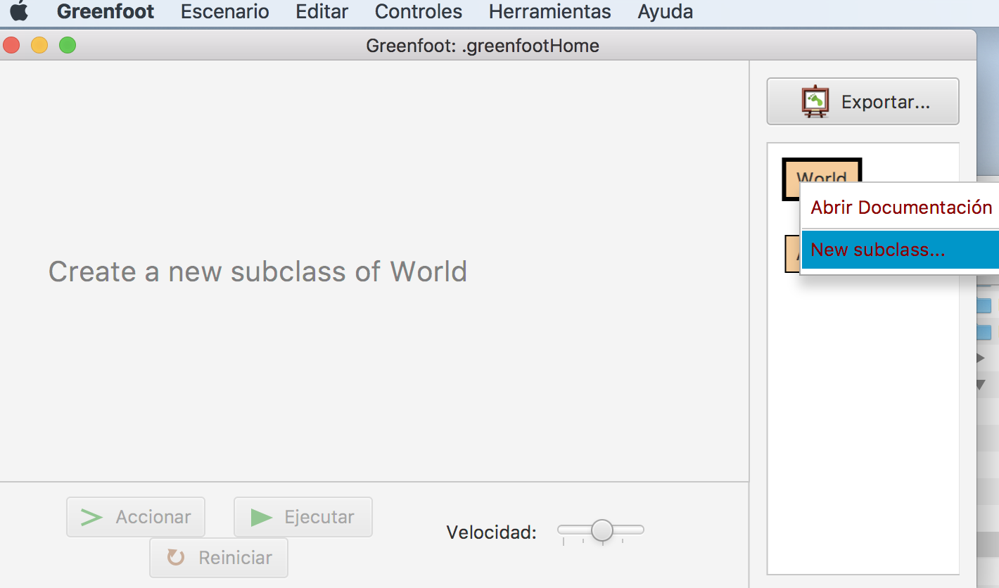 Greenfoot Escenario Editar Controles Herramientas Ayuda
Greenfoot: .greenfootHome
Exportar...
World
Abrir Documentación
New subclass...
Create a new subclass of World
Accionar Ejecutar
Velocidad:
Reiniciar